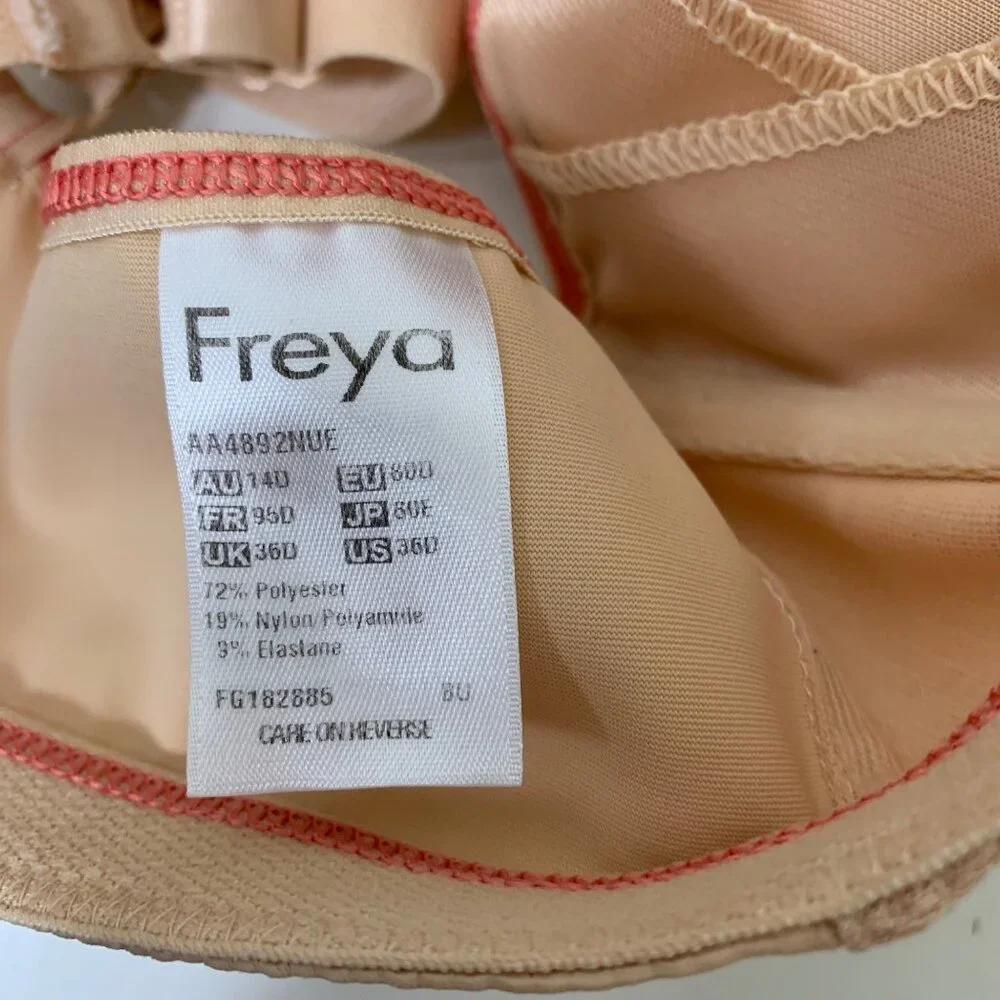 Freya
AA4892NUE
AU 14D EU 80D
FR 95D JP 80E
UK 36D US 36D
72% Polyester
19% Nylon/Polyamide
9% Elastane
FG182885 BU
CARE ON REVERSE